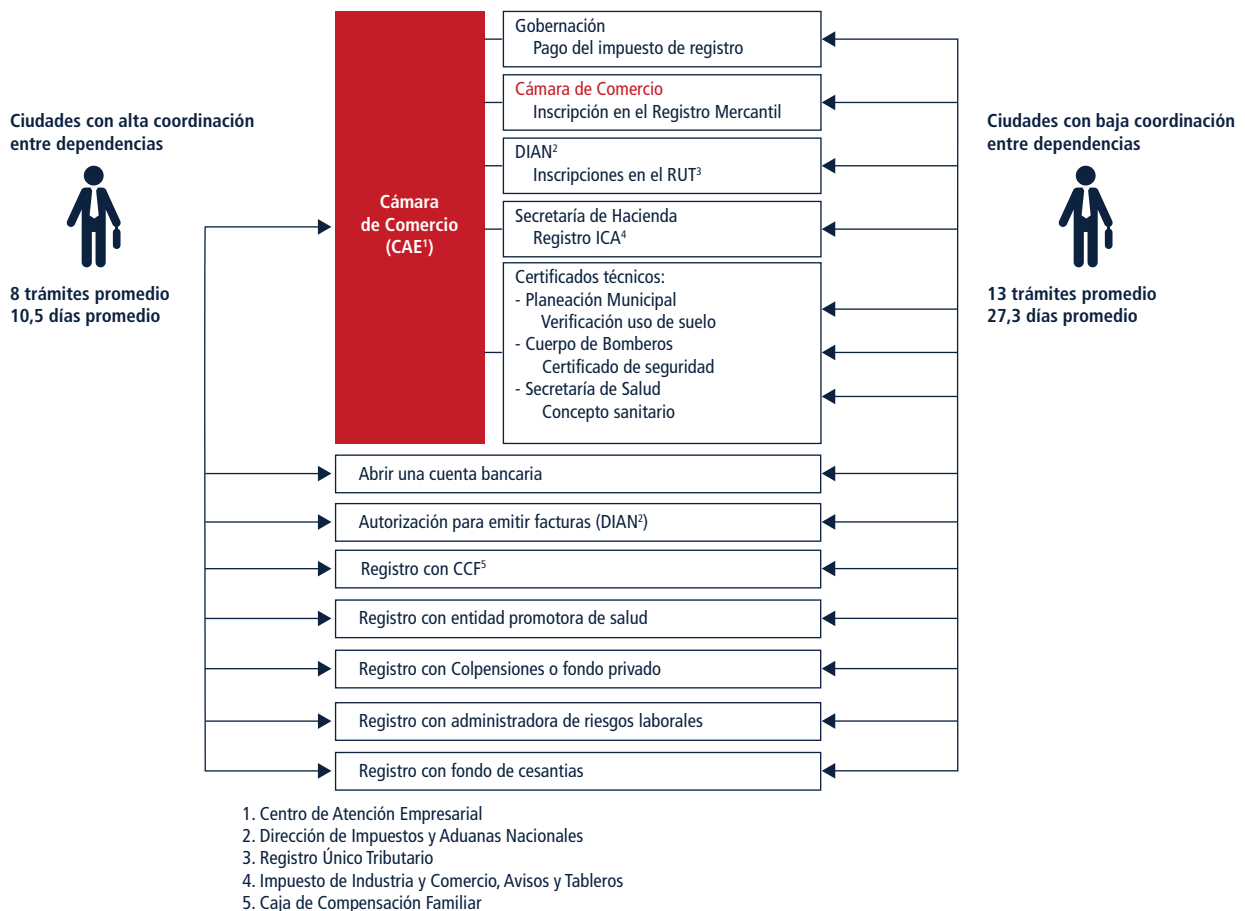 Ciudades con alta coordinación
entre dependencias
8 trámites promedio
10,5 días promedio
Cámara
de Comercio
(CAE¹)
Gobernación
Pago del impuesto de registro
Cámara de Comercio
Inscripción en el Registro Mercantil
DIAN²
Inscripciones en el RUT³
Secretaría de Hacienda
Registro ICA⁴
Certificados técnicos:
- Planeación Municipal
Verificación uso de suelo
- Cuerpo de Bomberos
Certificado de seguridad
- Secretaría de Salud
Concepto sanitario
Ciudades con baja coordinación
entre dependencias
13 trámites promedio
27,3 días promedio
Abrir una cuenta bancaria
Autorización para emitir facturas (DIAN²)
Registro con CCF⁵
Registro con entidad promotora de salud
Registro con Colpensiones o fondo privado
Registro con administradora de riesgos laborales
Registro con fondo de cesantias
1. Centro de Atención Empresarial
2. Dirección de Impuestos y Aduanas Nacionales
3. Registro Único Tributario
4. Impuesto de Industria y Comercio, Avisos y Tableros
5. Caja de Compensación Familiar